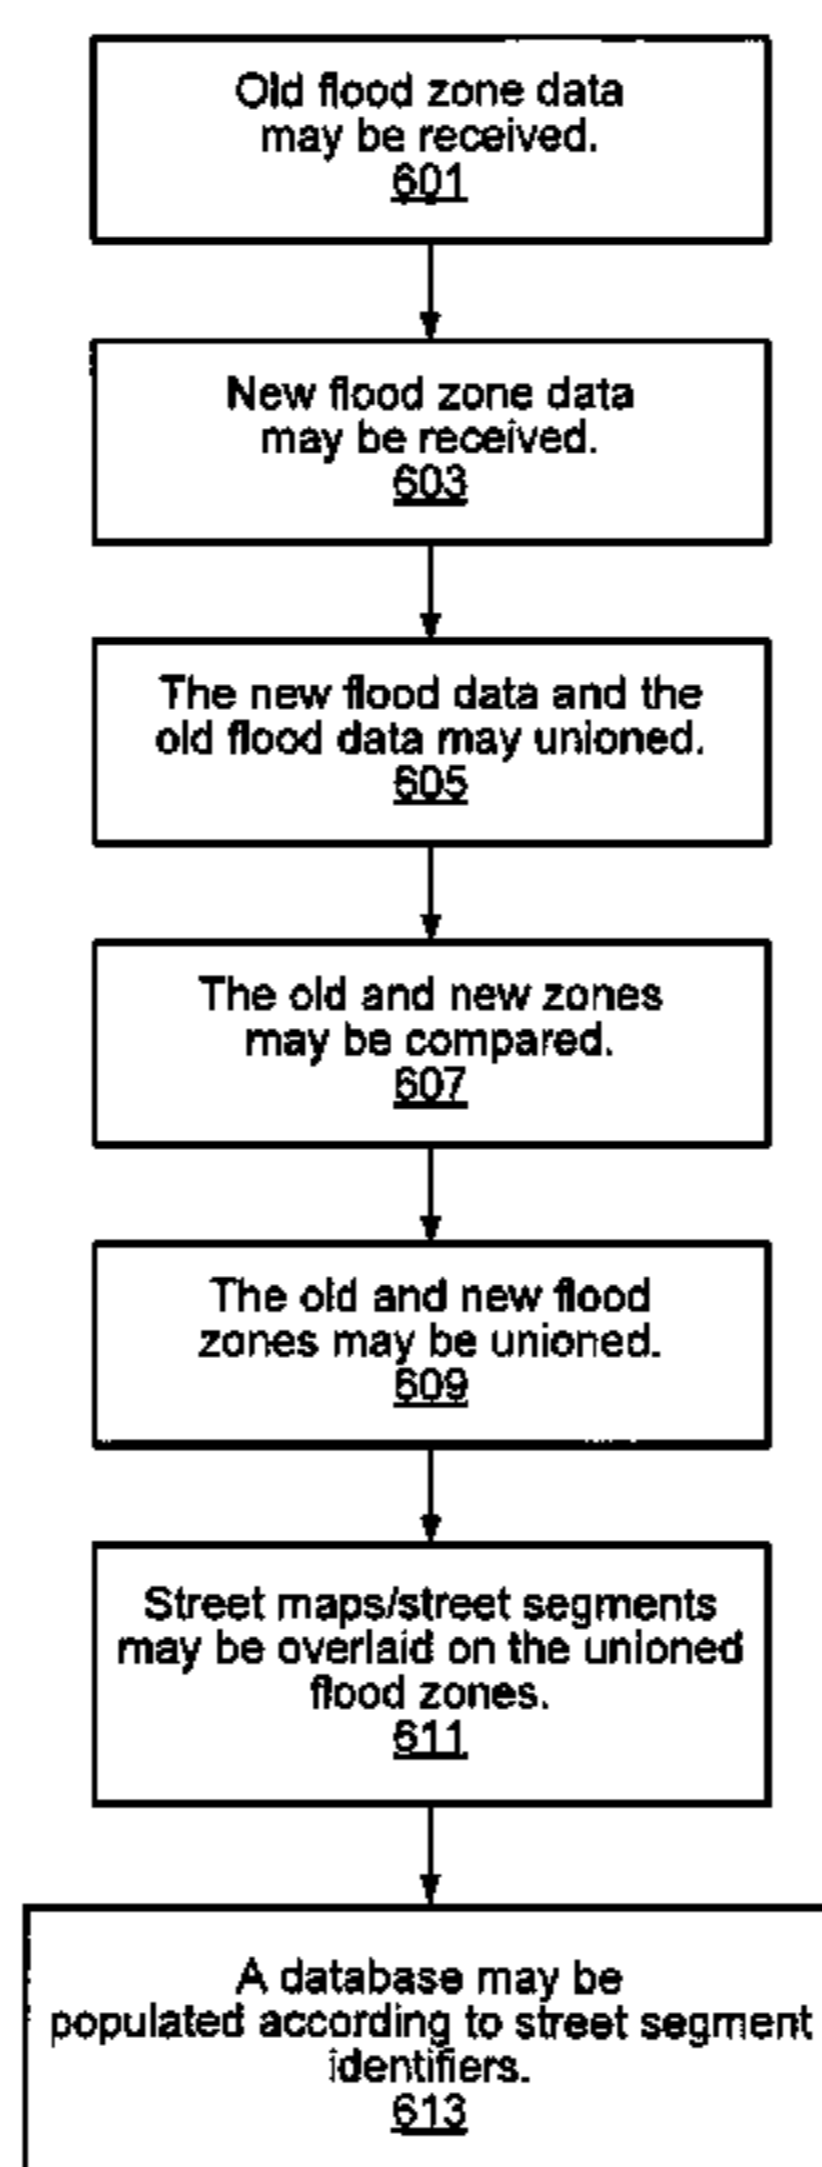 Old flood zone data
may be received.
601
New flood zone data
may be received.
603
The new flood data and the
old flood data may unioned.
605
The old and new zones
may be compared.
607
The old and new flood
zones may be unioned.
609
Street maps/street segments
may be overlaid on the unioned
flood zones.
611
A database may be
populated according to street segment
identifiers.
613